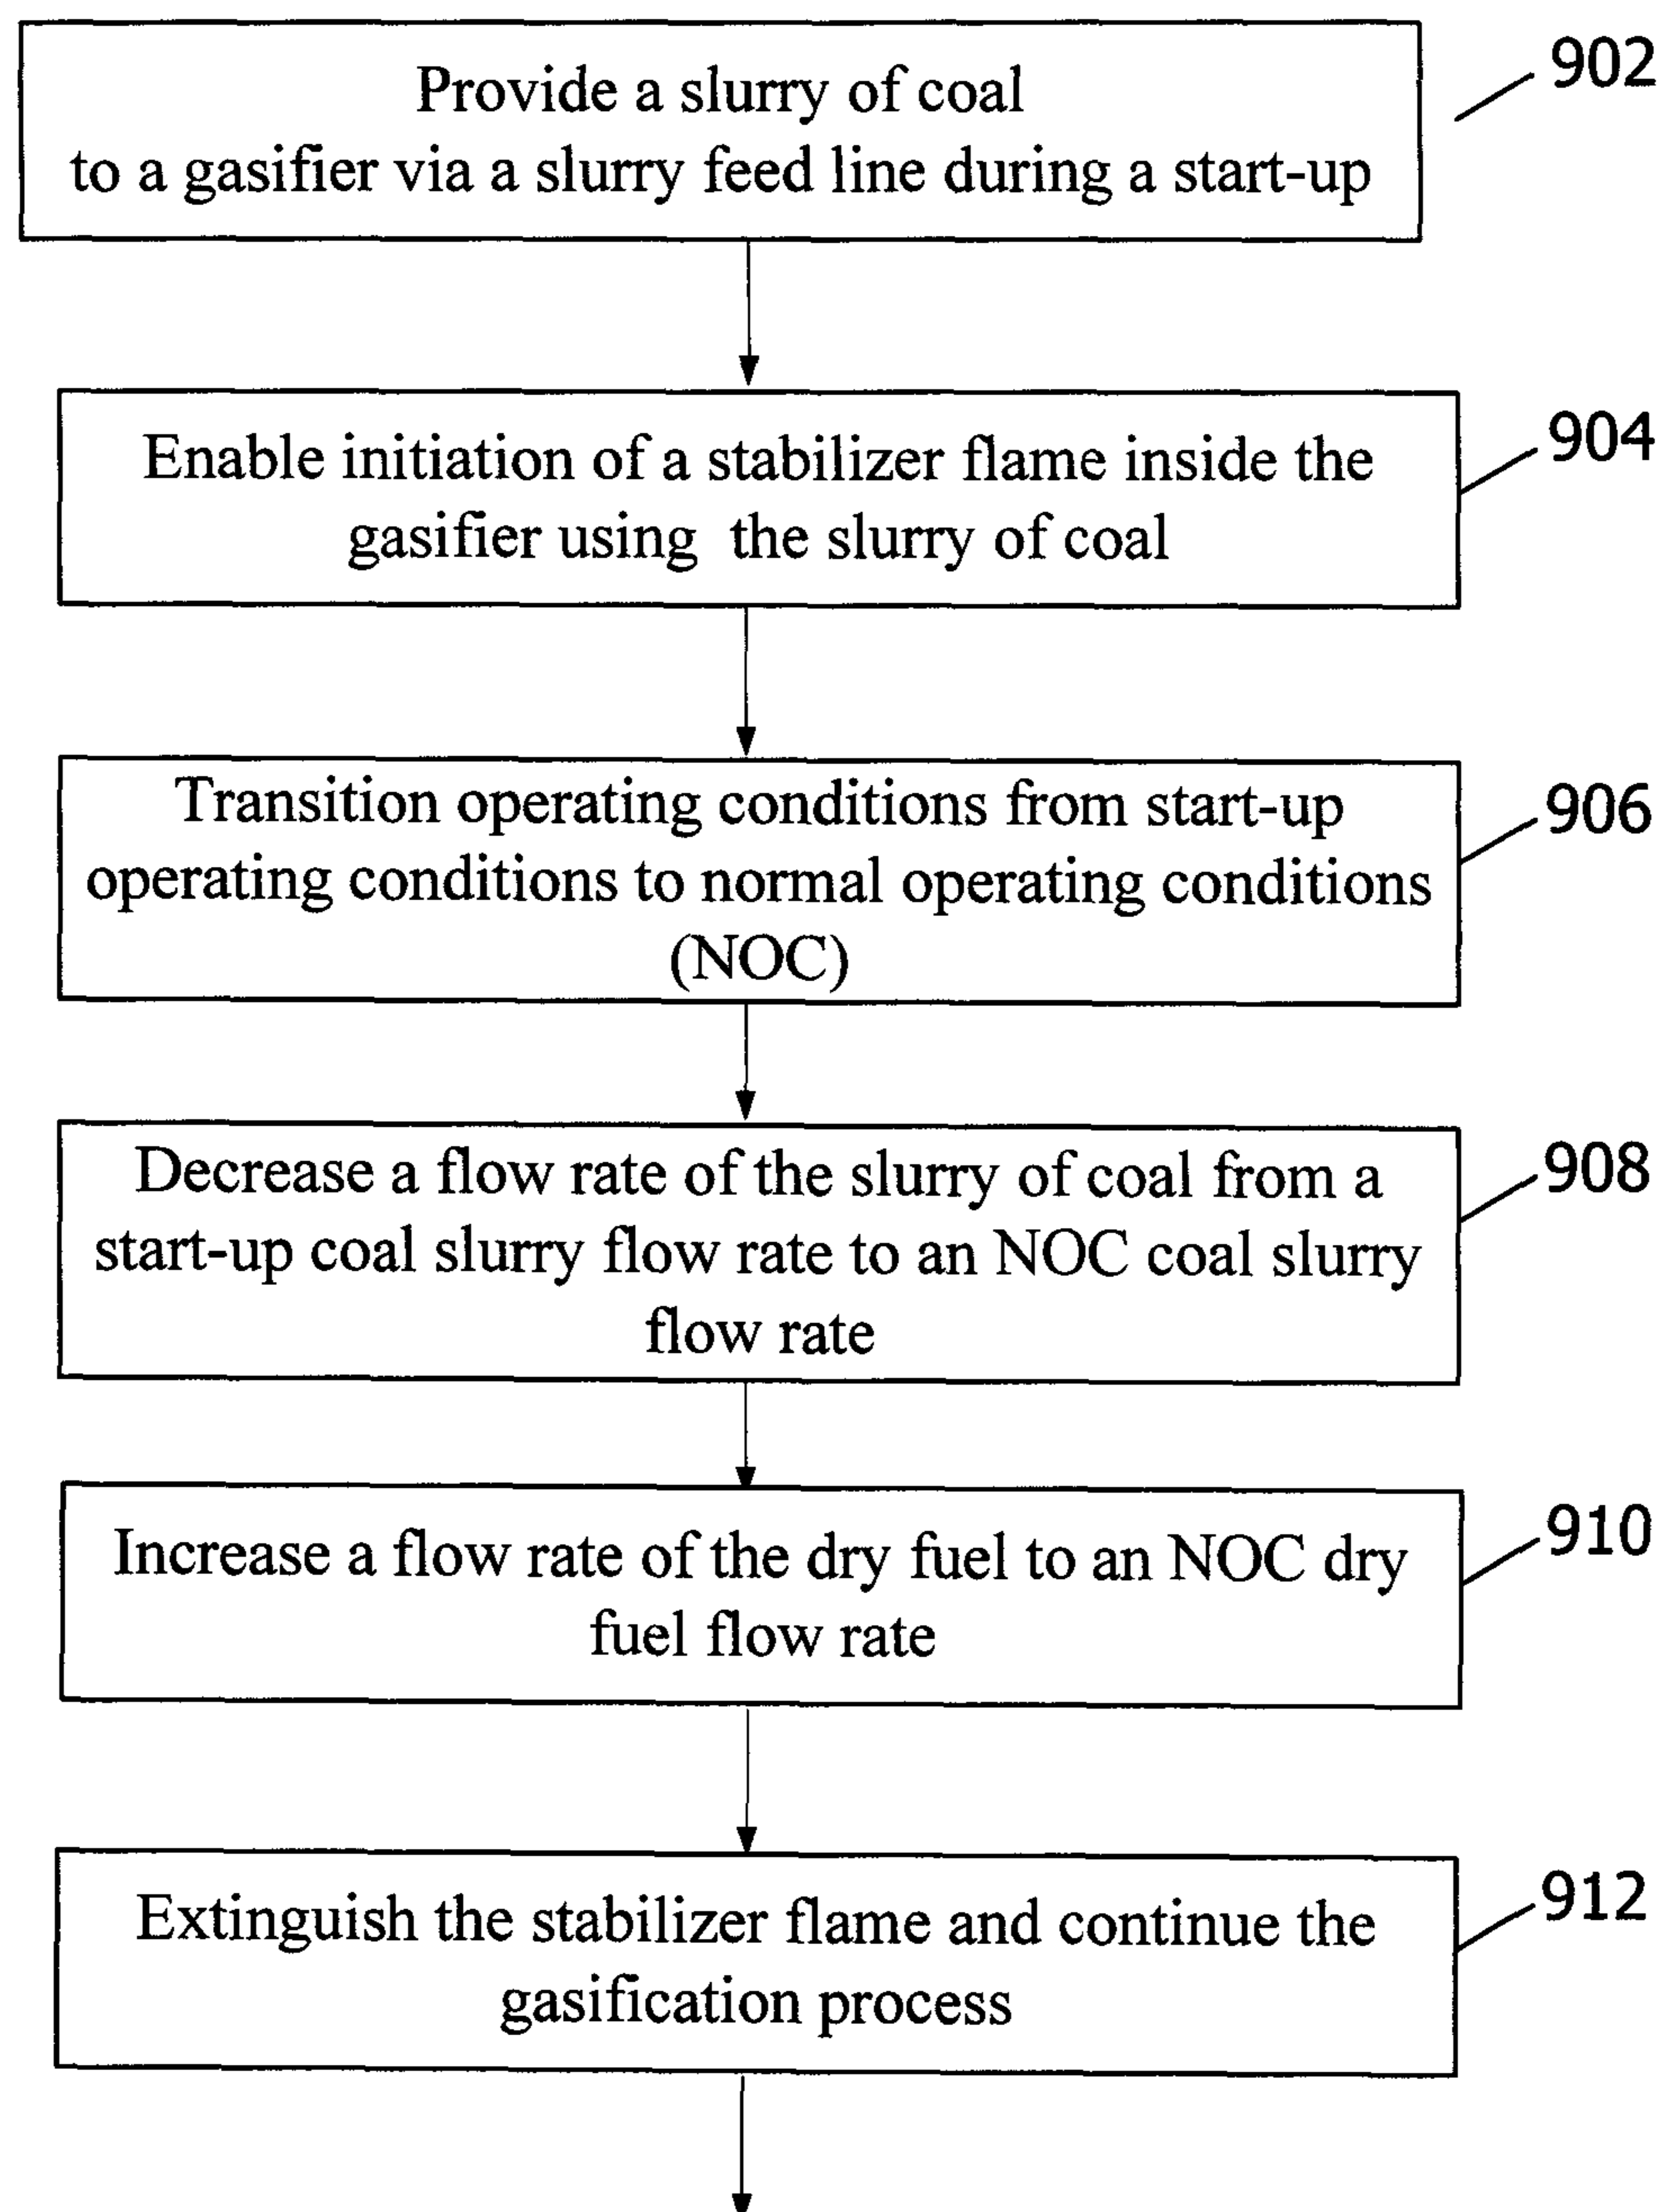 Provide a slurry of coal
to a gasifier via a slurry feed line during a start-up
902
Enable initiation of a stabilizer flame inside the
gasifier using the slurry of coal
904
Transition operating conditions from start-up
operating conditions to normal operating conditions
(NOC)
906
Decrease a flow rate of the slurry of coal from a
start-up coal slurry flow rate to an NOC coal slurry
flow rate
908
Increase a flow rate of the dry fuel to an NOC dry
fuel flow rate
910
Extinguish the stabilizer flame and continue the
gasification process
912